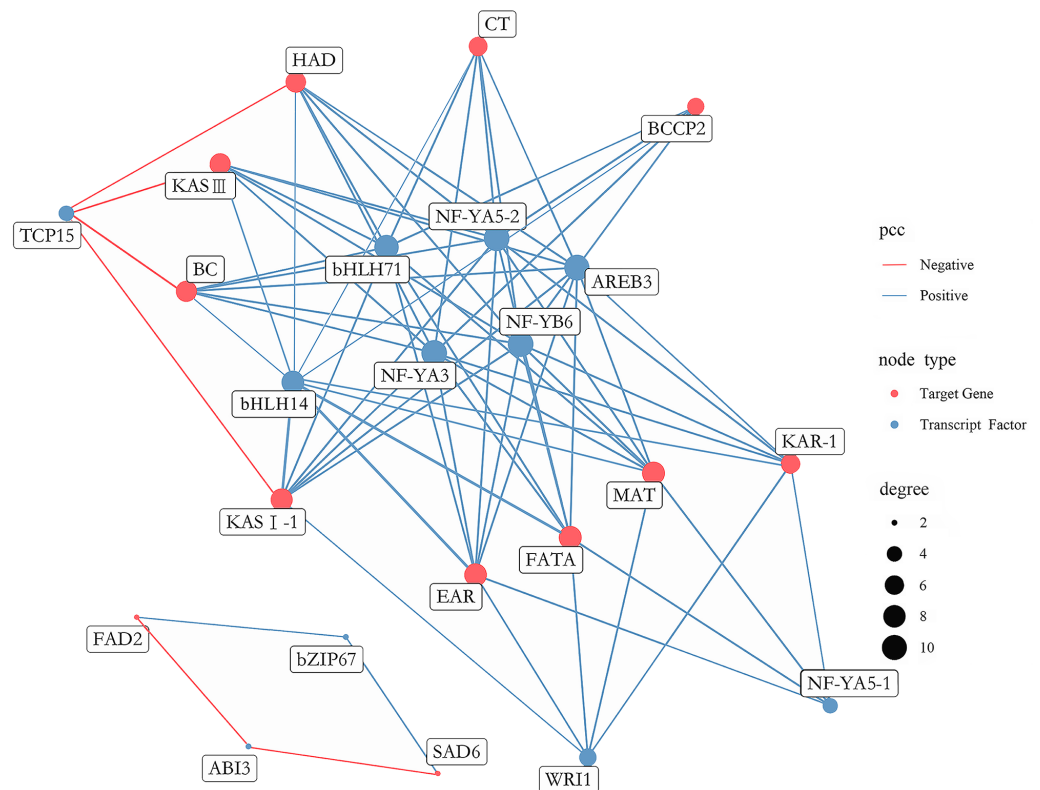 CT
HAD
BCCP2
KASⅢ
TCP15
NF-YA5-2
pcc
BC
bHLH71
Negative
AREB3
Positive
NF-YB6
node type
NF-YA3
Target Gene
bHLH14
Transcript Factor
KAR-1
MAT
degree
KASⅠ-1
2
4
FATA
6
EAR
8
FAD2
10
bZIP67
NF-YA5-1
SAD6
ABI3
WRI1